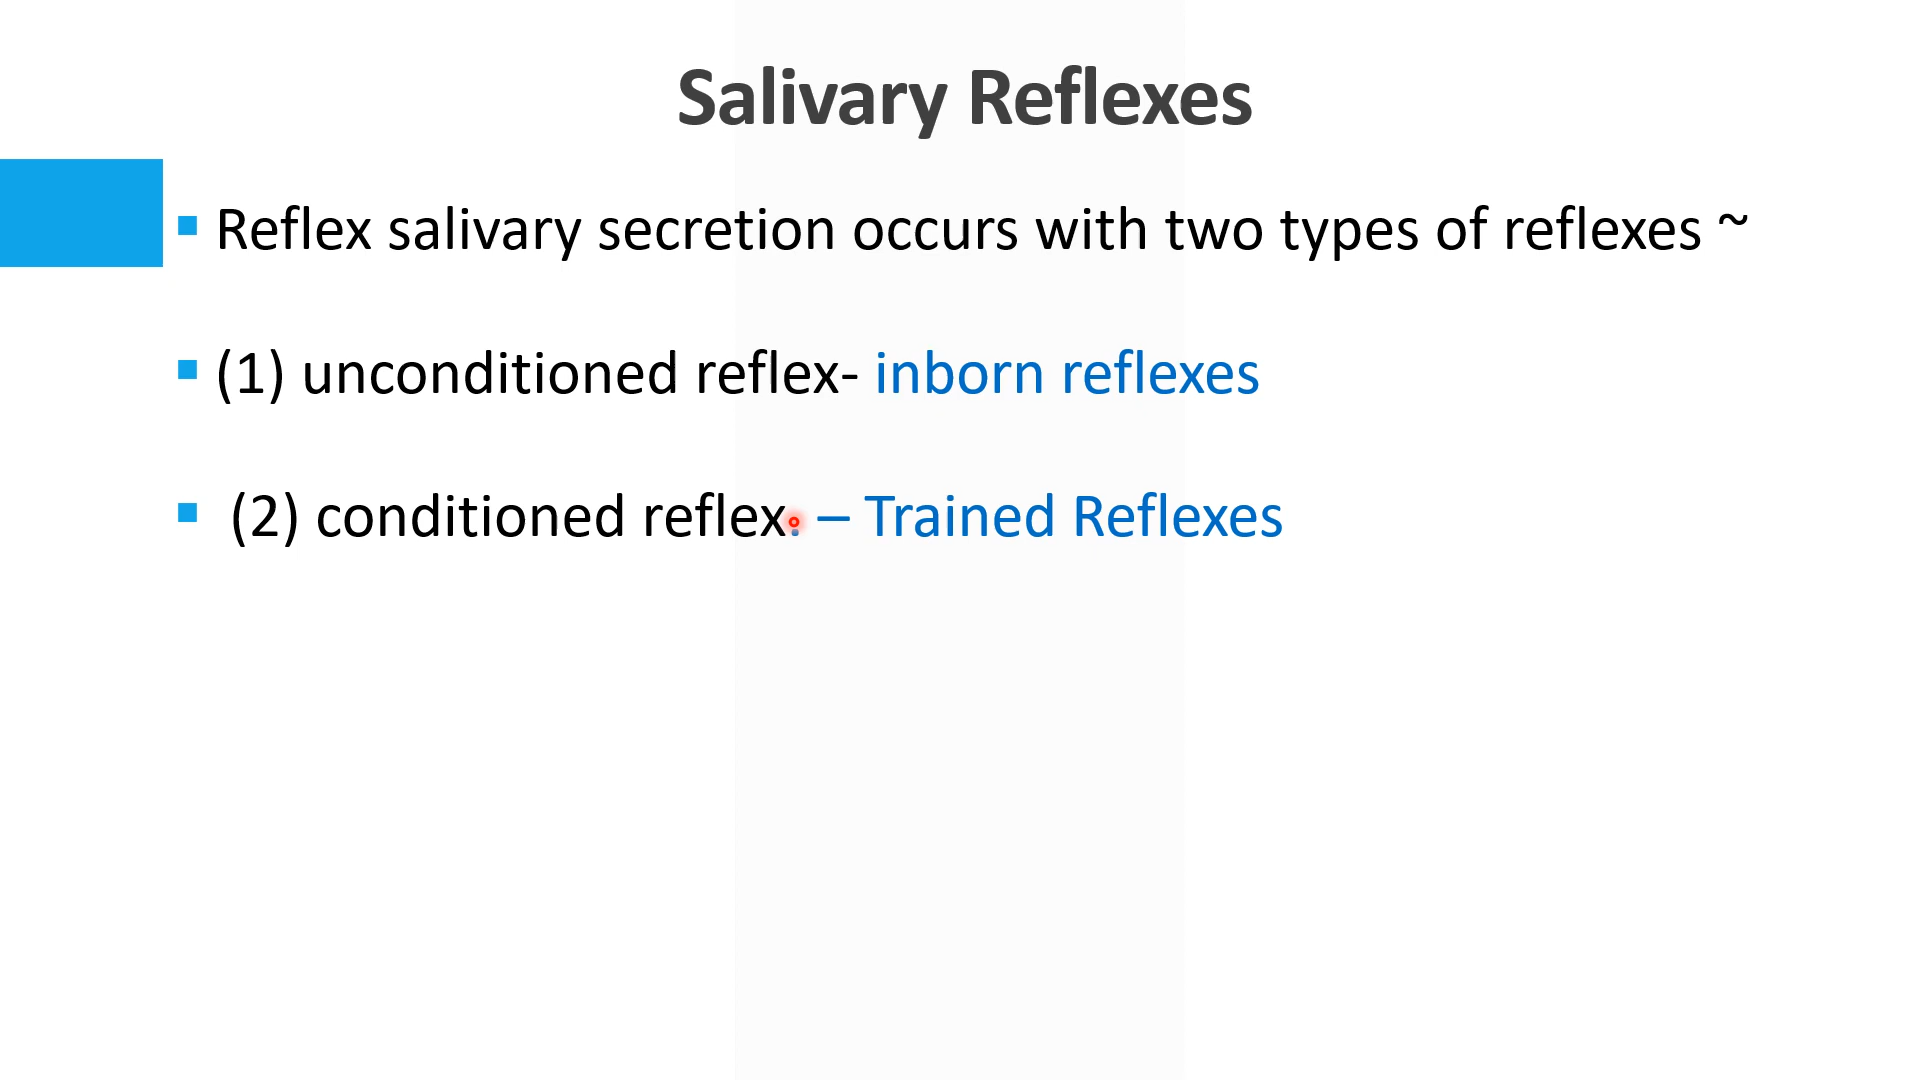 Salivary Reflexes
Reflex salivary secretion occurs with two types of reflexes ~
(1) unconditioned reflex- inborn reflexes
(2) conditioned reflex. – Trained Reflexes